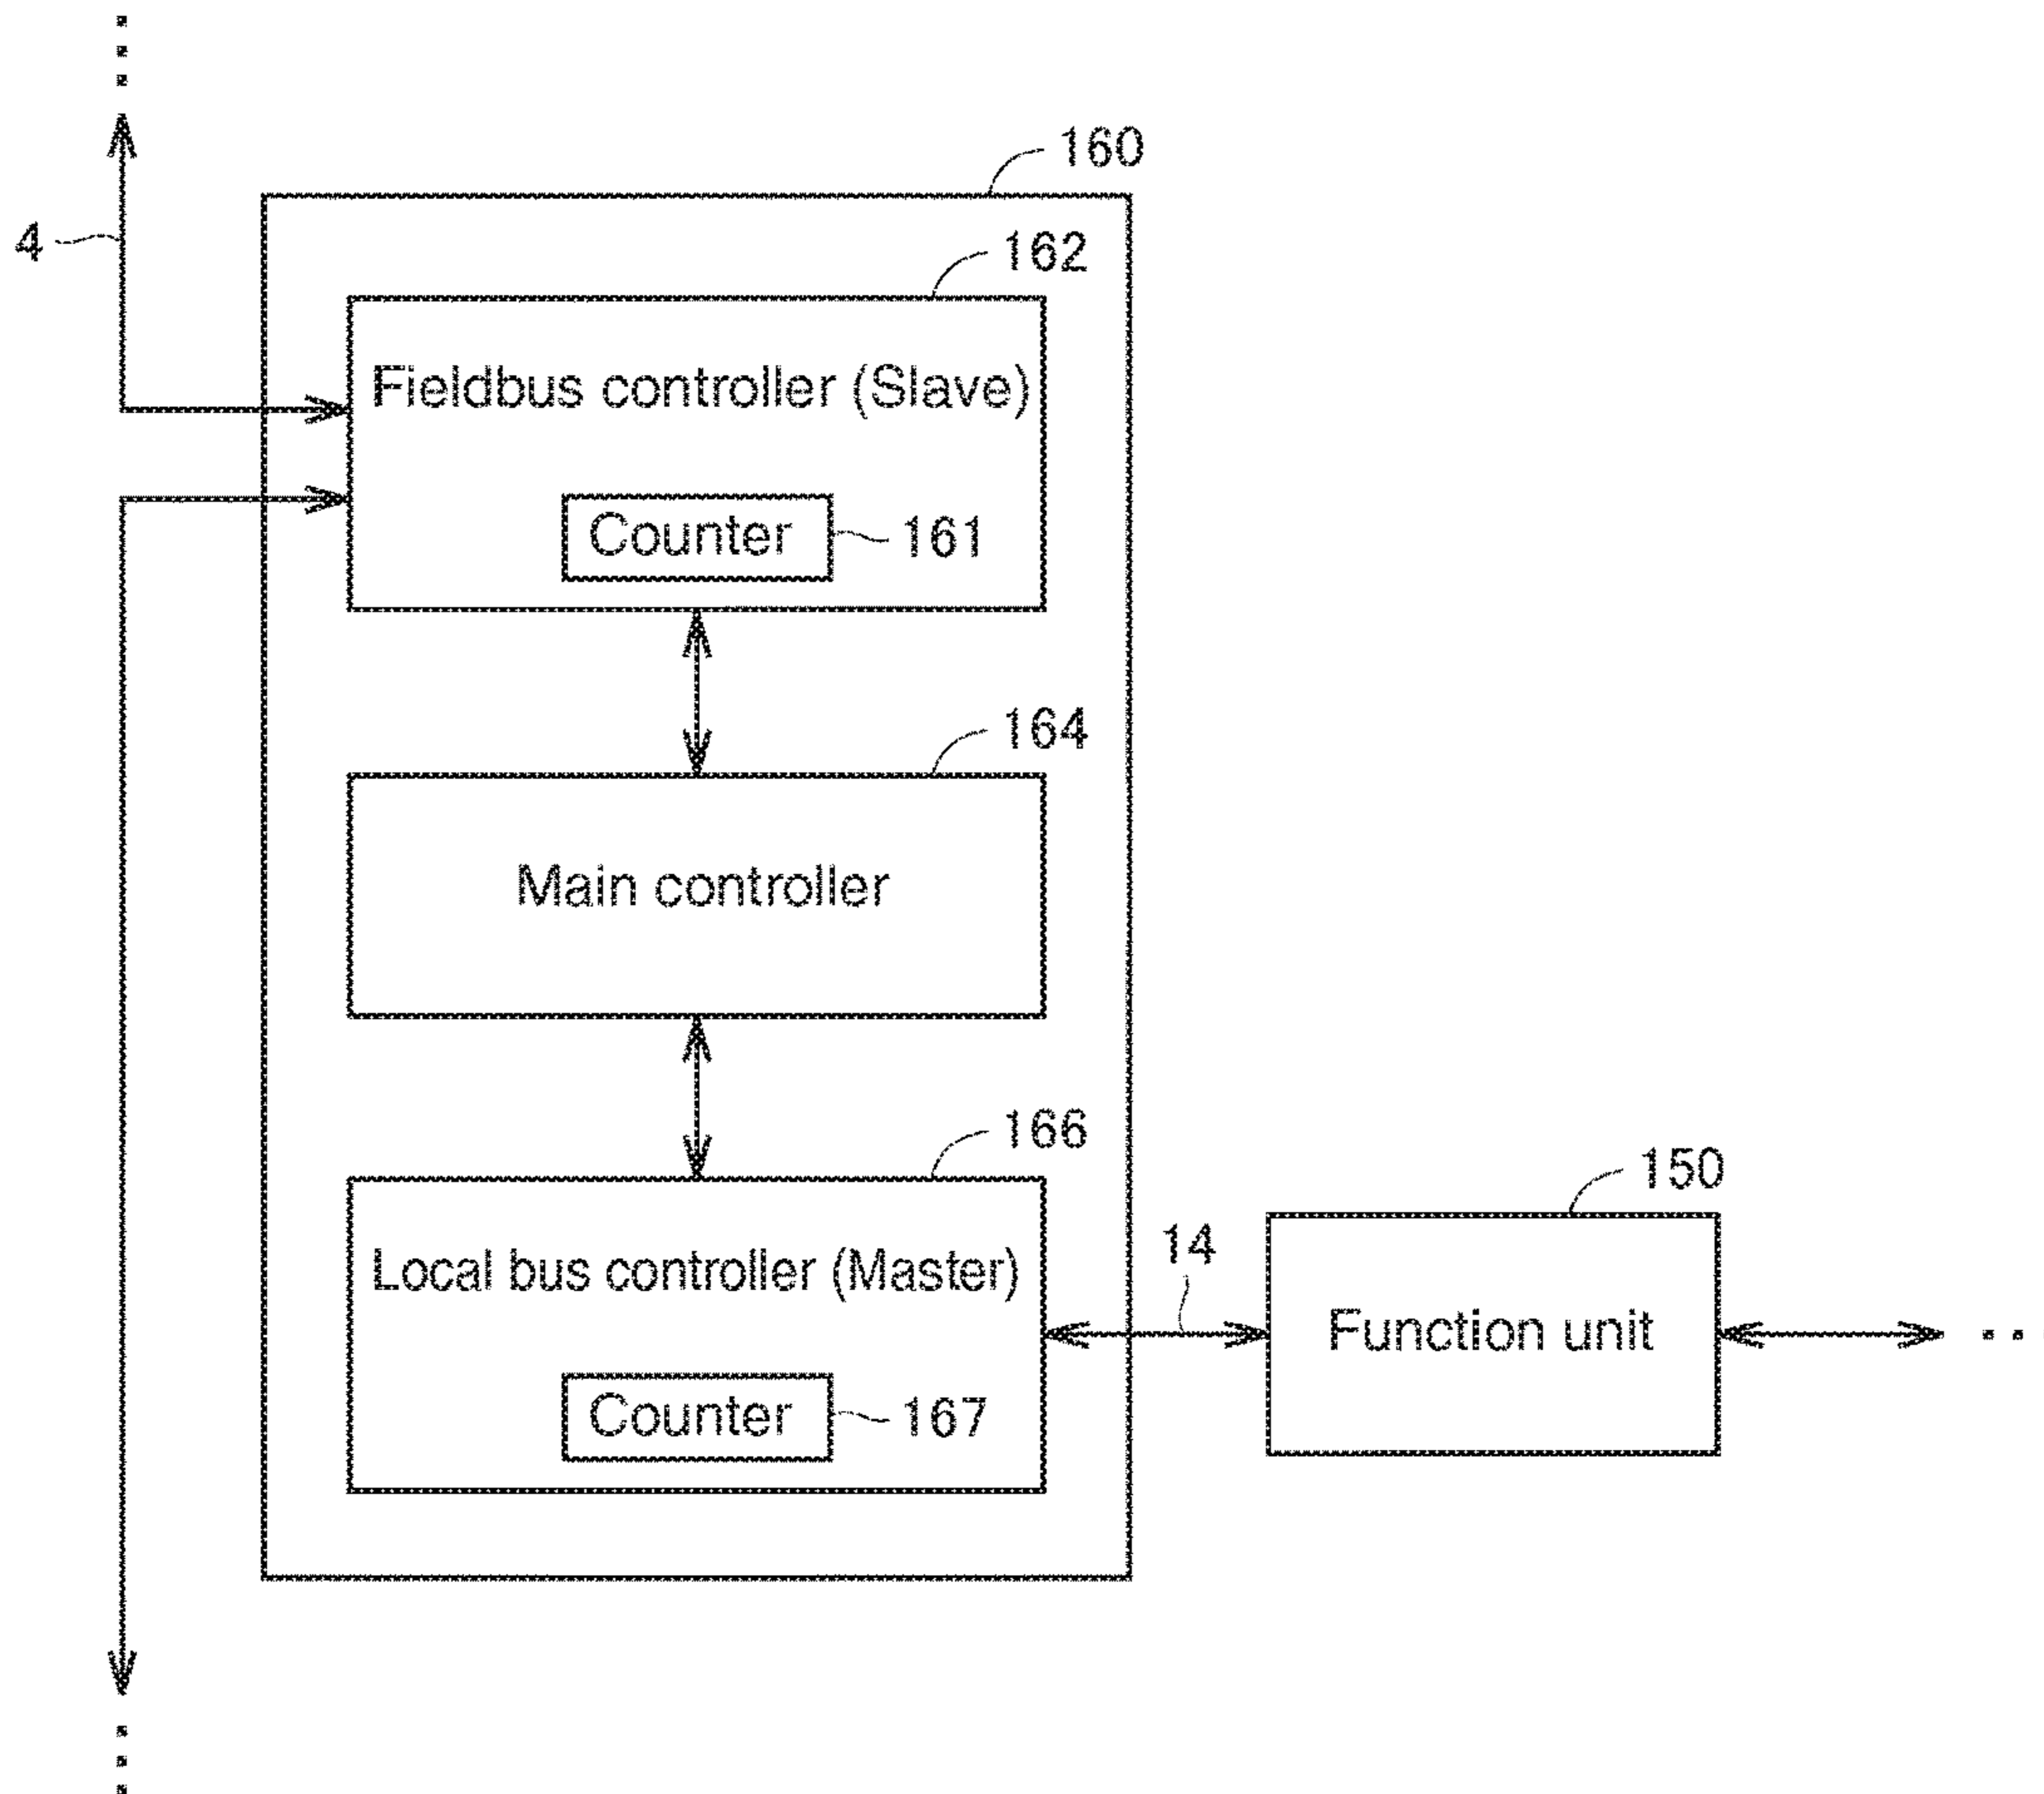 160
4
162
Fieldbus controller (Slave)
Counter
161
164
Main controller
166
150
14
Local bus controller (Master)
Function unit
Counter
167